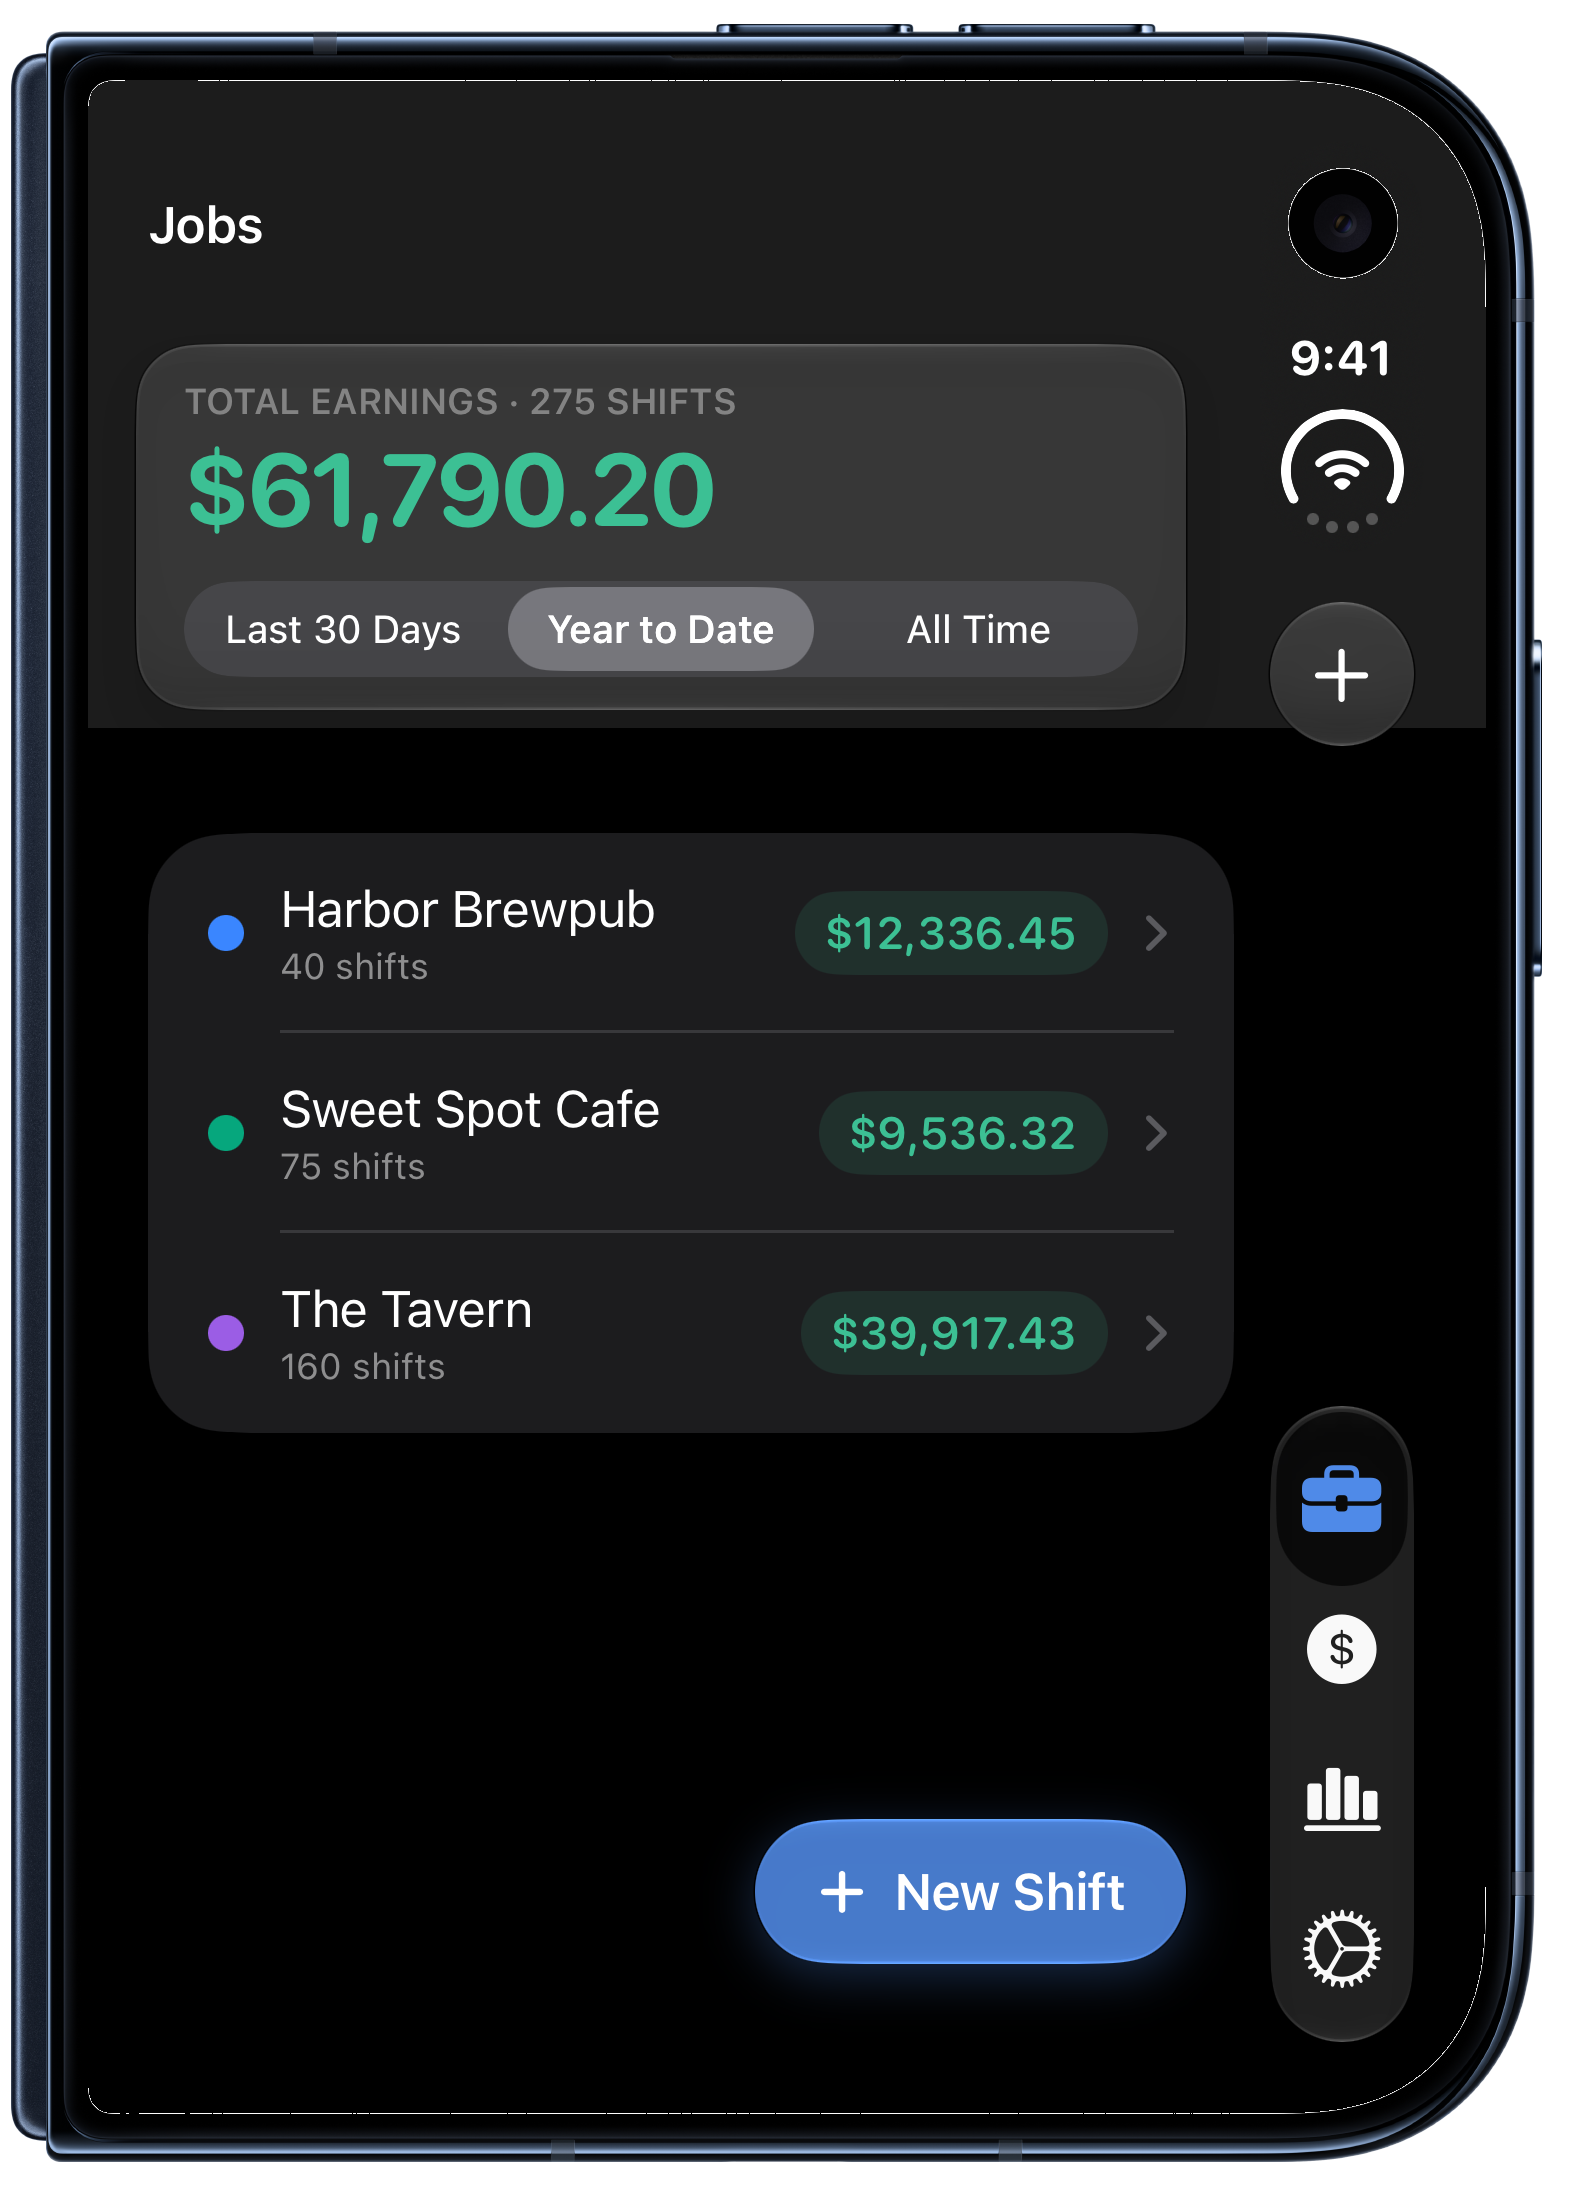 Jobs
9:41
TOTAL EARNINGS · 275 SHIFTS
$61,790.20
Last 30 Days
Year to Date
All Time
Harbor Brewpub
40 shifts
$12,336.45
Sweet Spot Cafe
75 shifts
$9,536.32
The Tavern
160 shifts
$39,917.43
$
+ New Shift